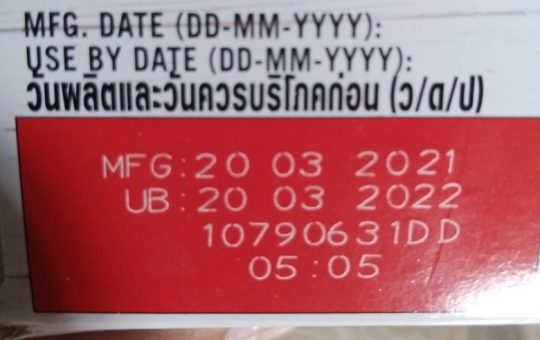 MFG. DATE (DD-MM-YYYY):
USE BY DATE (DD-MM-YYYY):
วันผลิตและวันควรบริโภคก่อน (ว/ด/ป)
MFG:20 03 2021
UB:20 03 2022
10790631DD
05:05